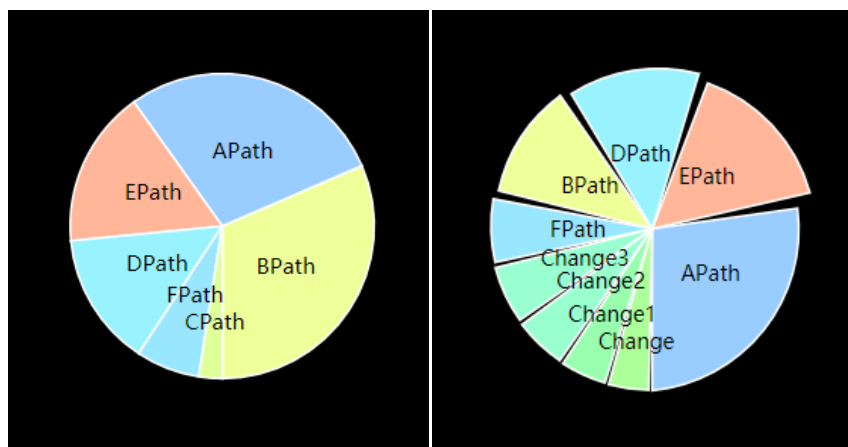 APath
EPath
BPath
DPath
FPath
CPath
DPath
EPath
BPath
FPath
APath
Change3
Change2
Change1
Change